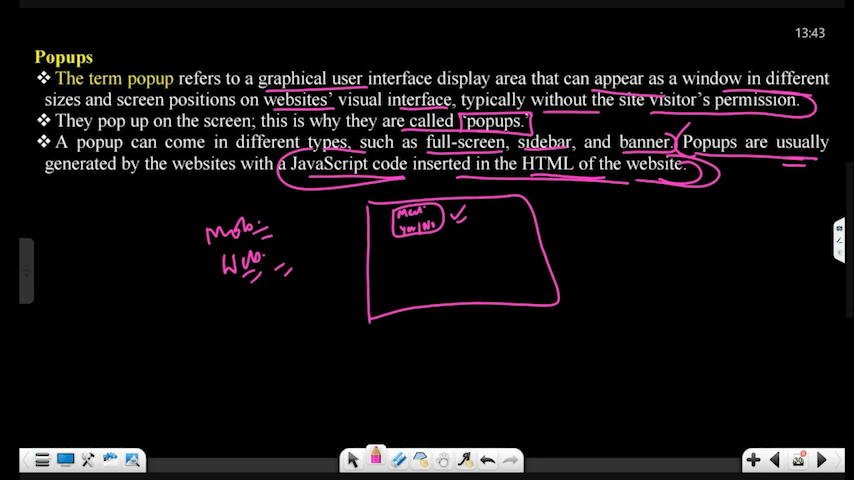 13:43
Popups
❖ The term popup refers to a graphical user interface display area that can appear as a window in different
sizes and screen positions on websites' visual interface, typically without the site visitor's permission.
❖ They pop up on the screen; this is why they are called 'popups.'
❖ A popup can come in different types, such as full-screen, sidebar, and banner. Popups are usually
generated by the websites with a JavaScript code inserted in the HTML of the website.
Mob.
Web.
Yes/No